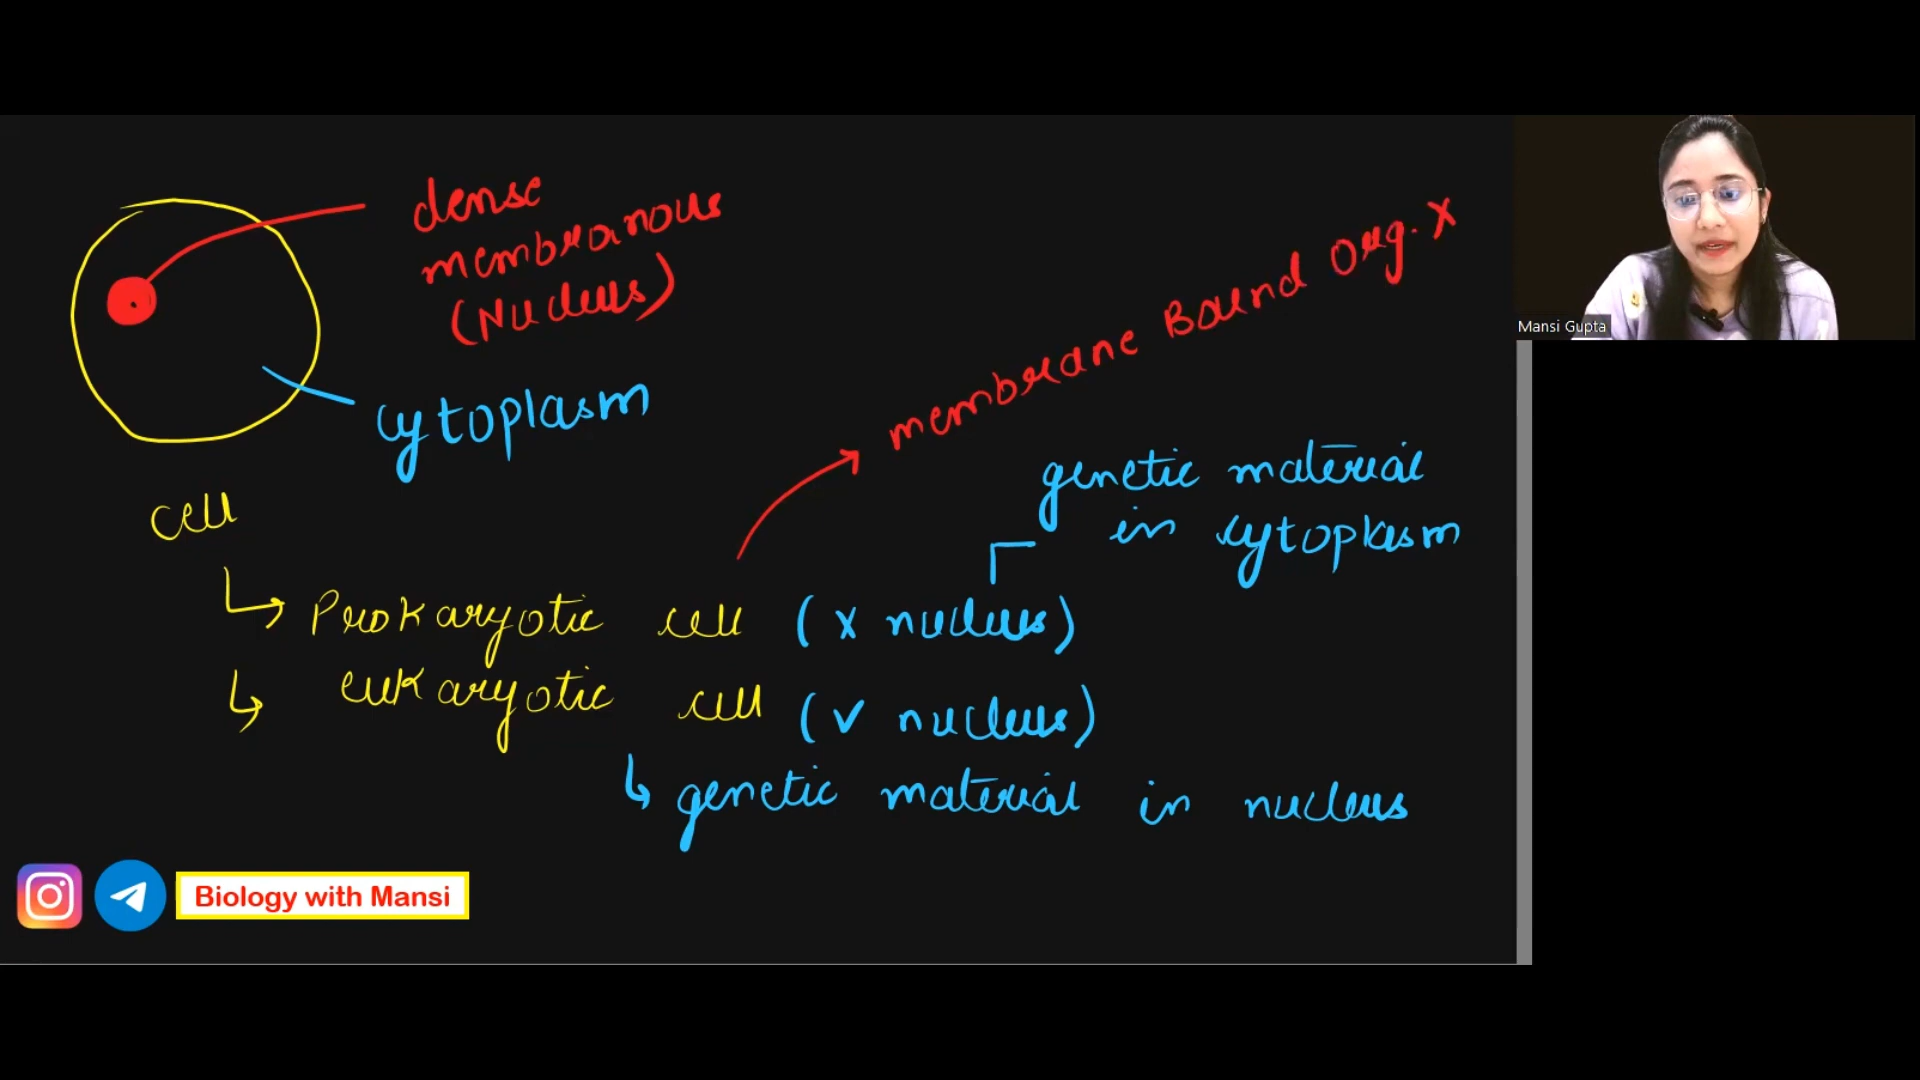 dense
membranous
(Nucleus)
membrane Bound Org. X
cytoplasm
genetic material
in cytoplasm
cell
Prokaryotic cell (x nucleus)
eukaryotic cell (✓ nucleus)
genetic material in nucleus
Biology with Mansi
Mansi Gupta